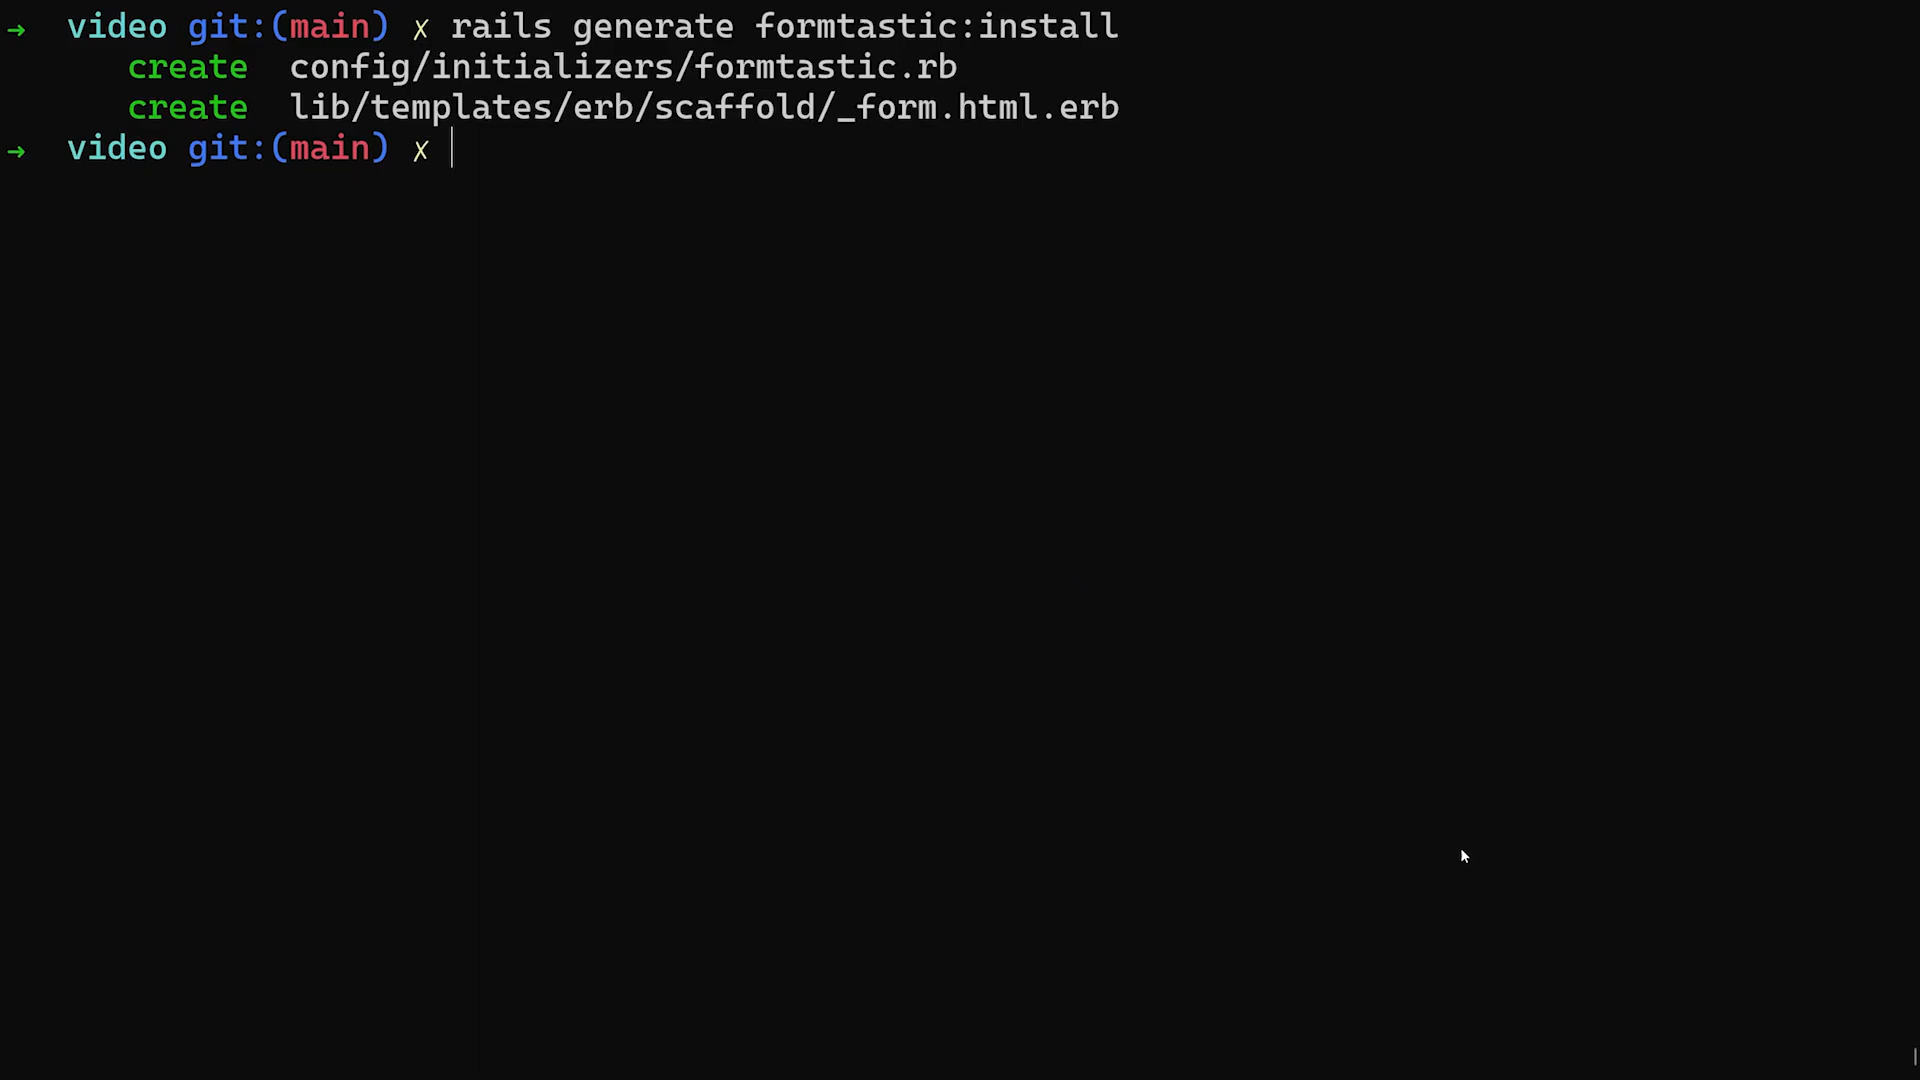 → video git:(main) ✗ rails generate formtastic:install
create config/initializers/formtastic.rb
create lib/templates/erb/scaffold/_form.html.erb
→ video git:(main) ✗